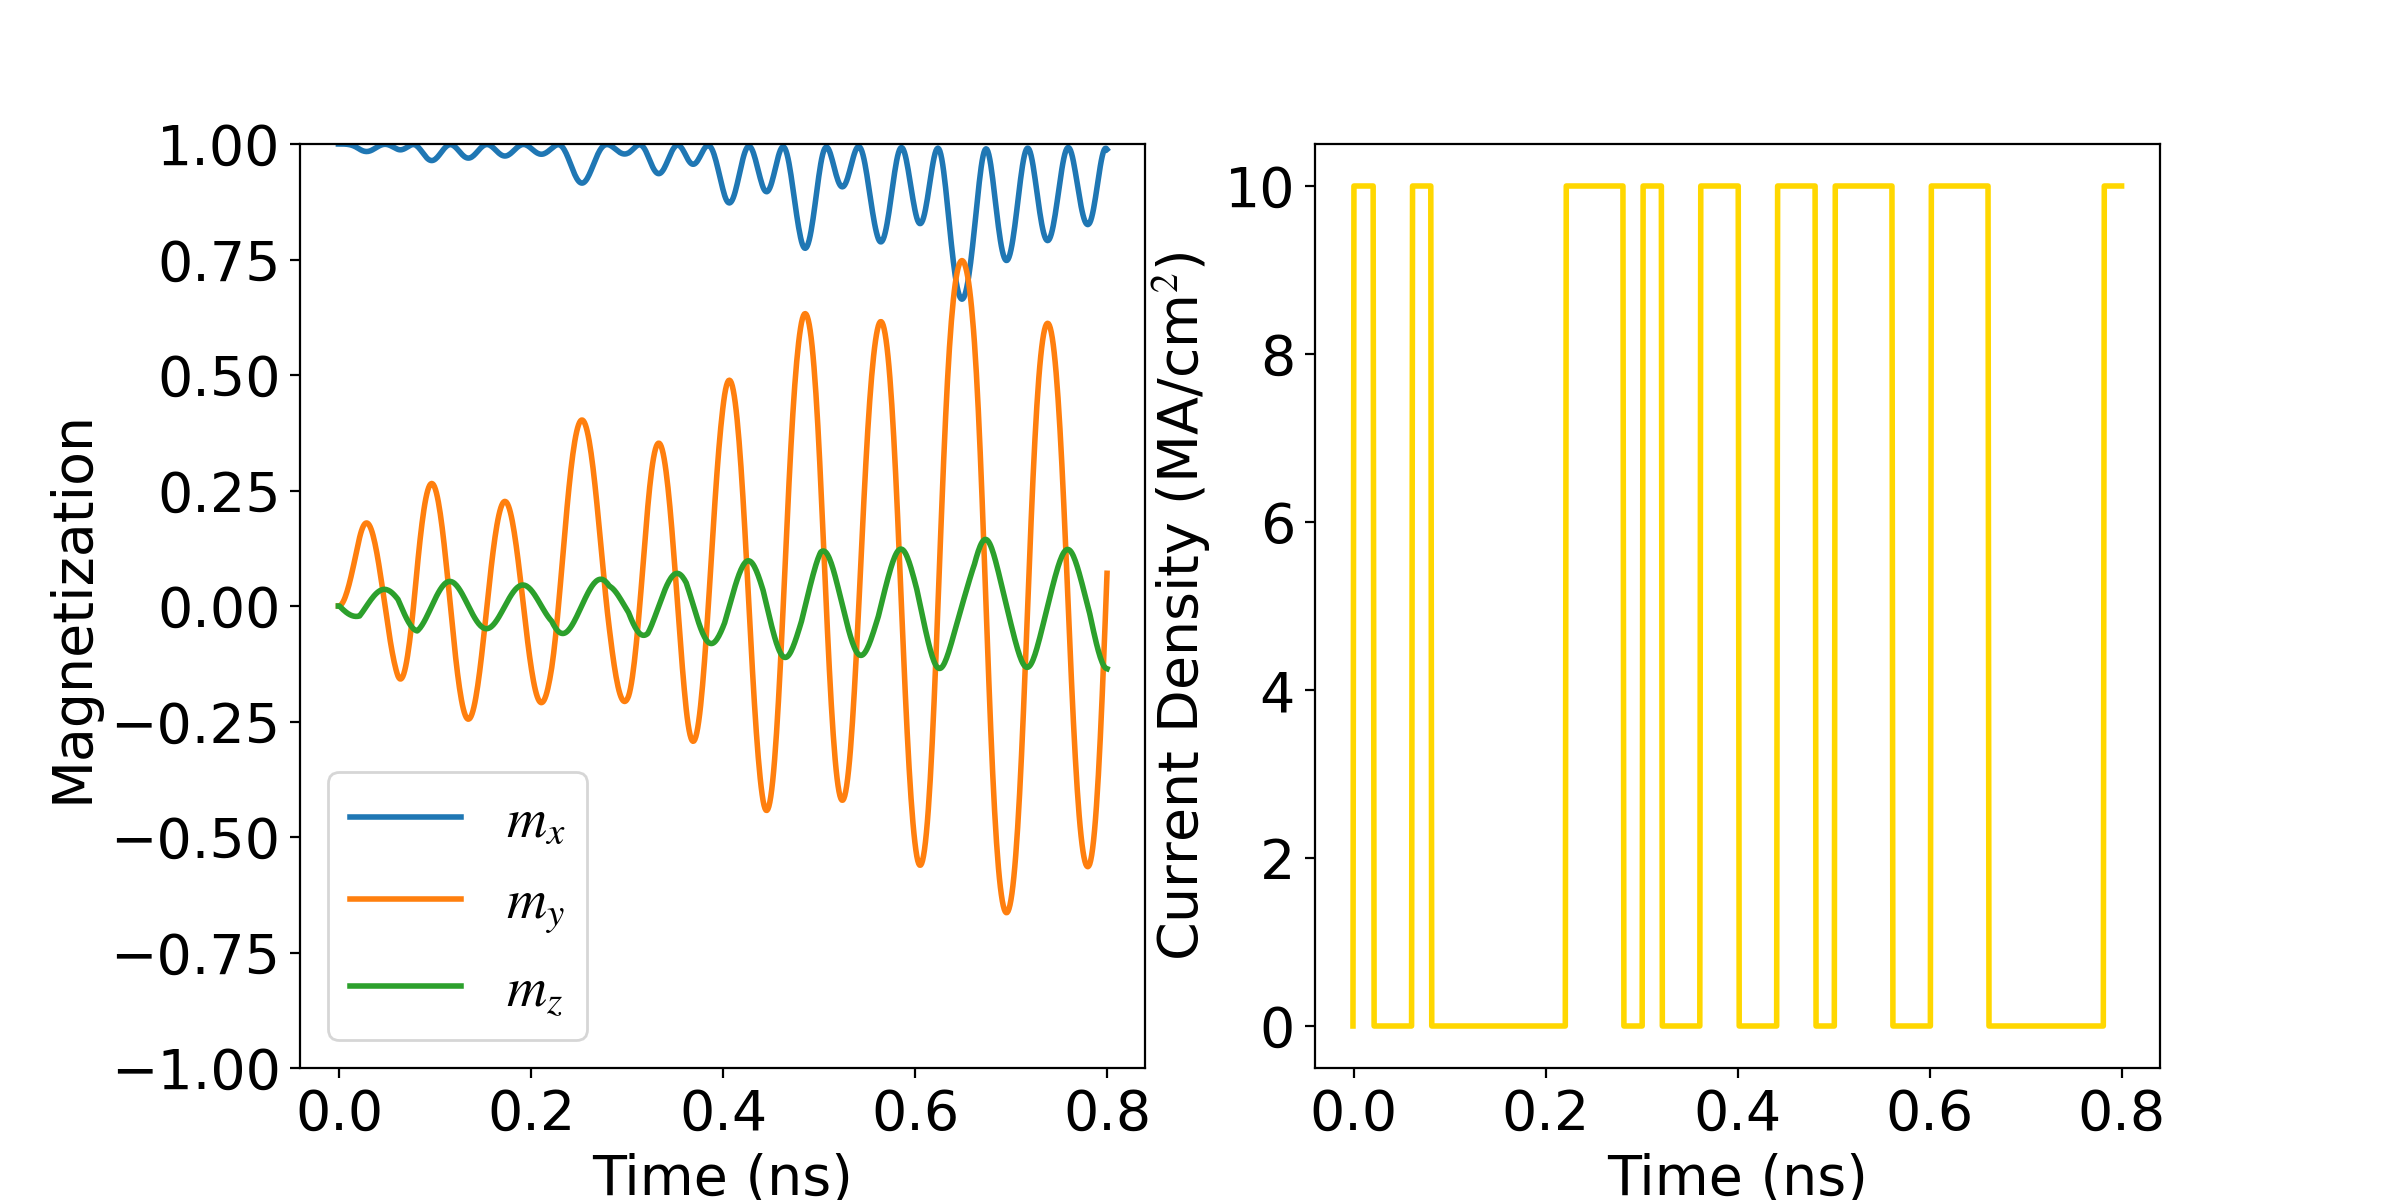 Magnetization
1.00
0.75
0.50
0.25
0.00
−0.25
−0.50
−0.75
−1.00
m_x
m_y
m_z
0.0 0.2 0.4 0.6 0.8
Time (ns)
Current Density (MA/cm²)
10
8
6
4
2
0
0.0 0.2 0.4 0.6 0.8
Time (ns)